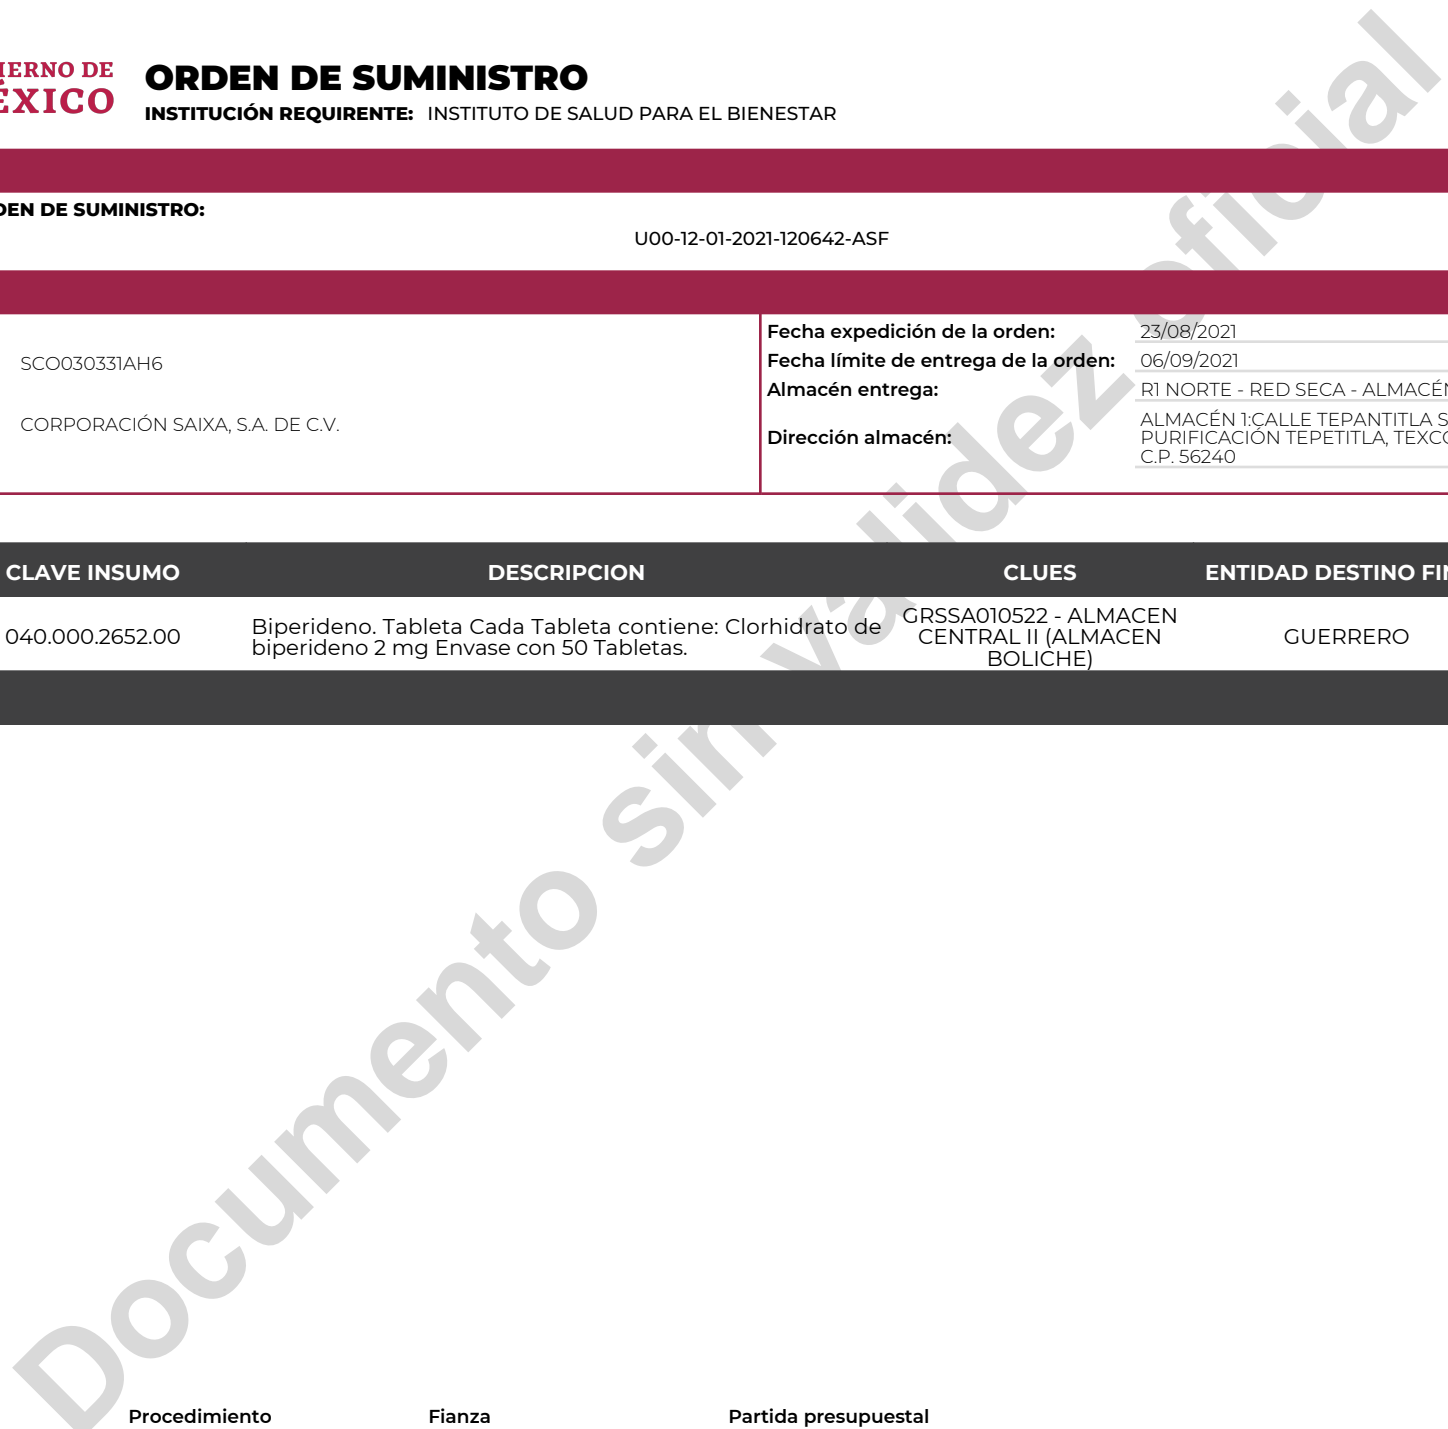 IERNO DE
ÉXICO
ORDEN DE SUMINISTRO
INSTITUCIÓN REQUIRENTE: INSTITUTO DE SALUD PARA EL BIENESTAR
DEN DE SUMINISTRO:
U00-12-01-2021-120642-ASF
SCO030331AH6
CORPORACIÓN SAIXA, S.A. DE C.V.
Fecha expedición de la orden: 23/08/2021
Fecha límite de entrega de la orden: 06/09/2021
Almacén entrega: R1 NORTE - RED SECA - ALMACÉN
Dirección almacén: ALMACÉN 1:CALLE TEPANTITLA S
PURIFICACIÓN TEPETITLA, TEXCO
C.P. 56240
CLAVE INSUMO DESCRIPCION CLUES ENTIDAD DESTINO FIN
040.000.2652.00
Biperideno. Tableta Cada Tableta contiene: Clorhidrato de
biperideno 2 mg Envase con 50 Tabletas.
GRSSA010522 - ALMACEN
CENTRAL II (ALMACEN
BOLICHE)
GUERRERO
Documento sin validez oficial
Procedimiento Fianza Partida presupuestal